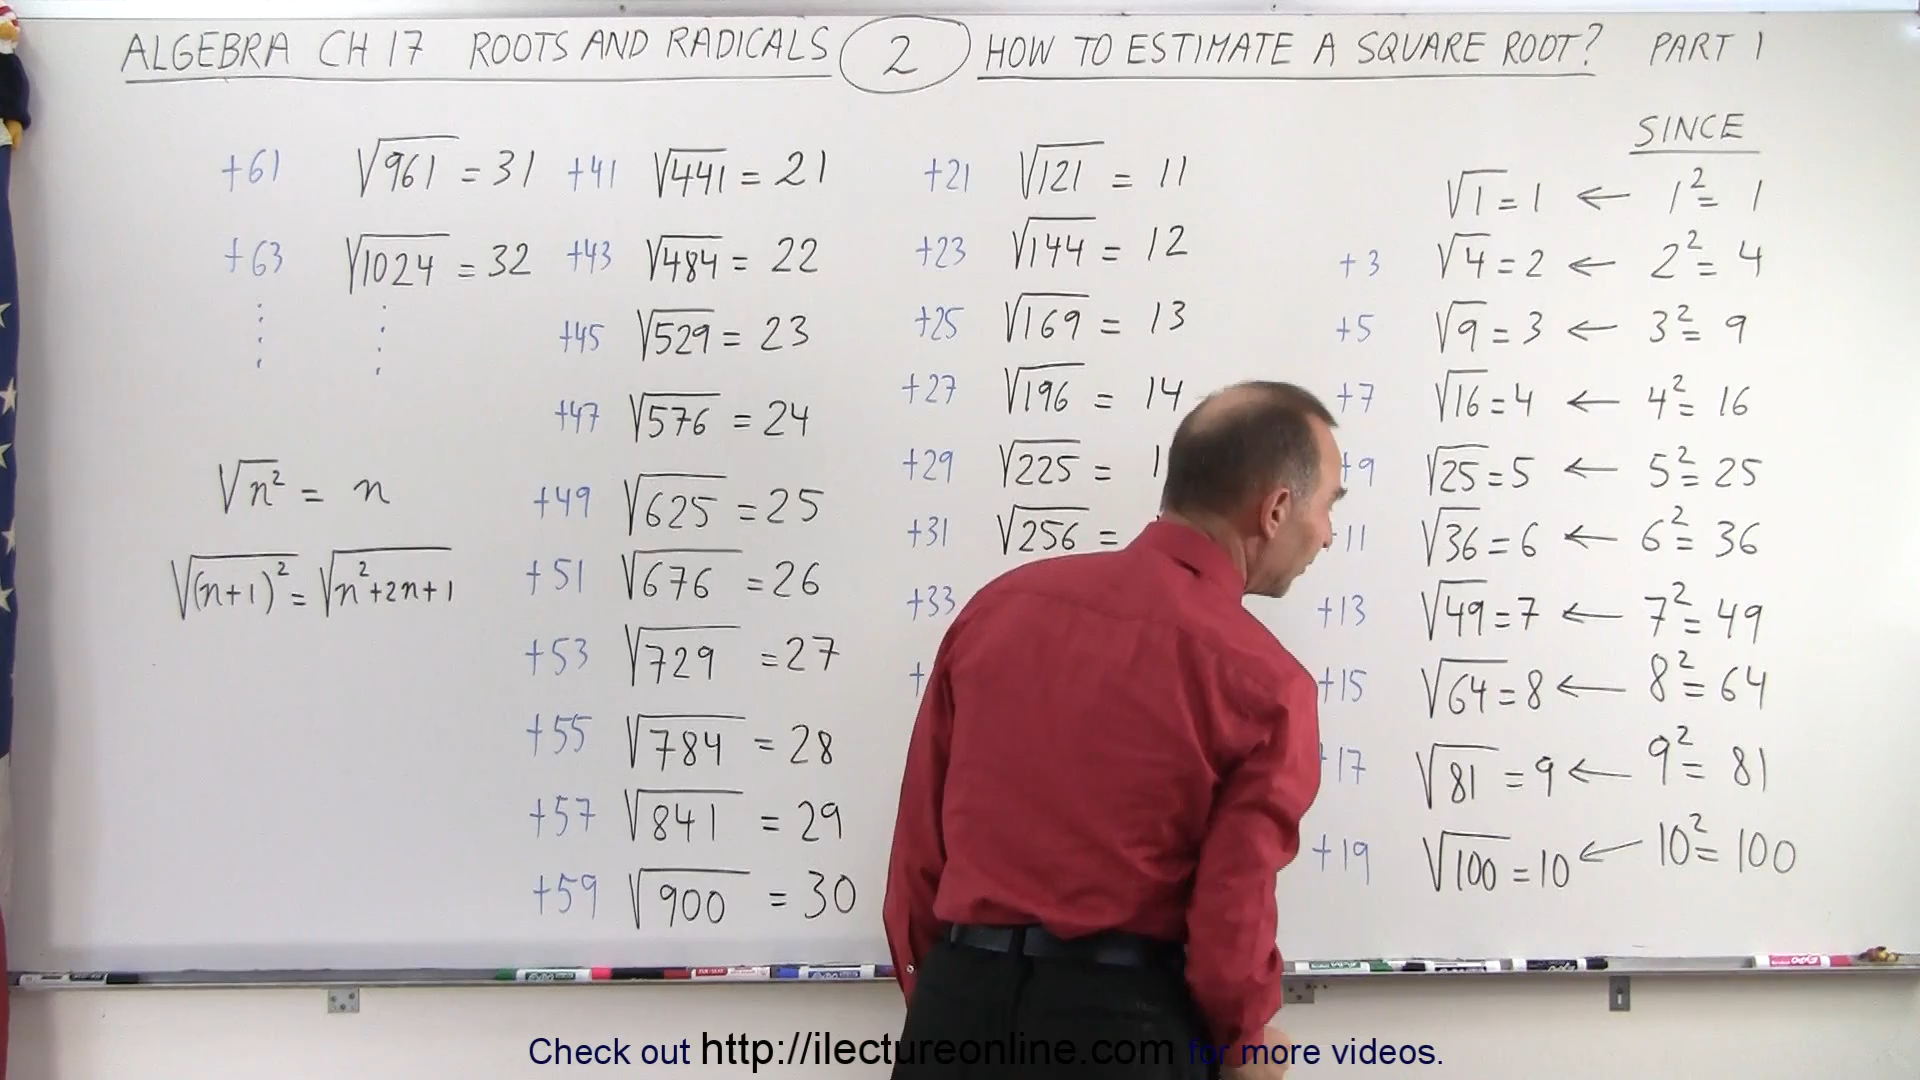 ALGEBRA CH 17 ROOTS AND RADICALS 2 HOW TO ESTIMATE A SQUARE ROOT? PART 1
SINCE
+61 √961 = 31
+63 √1024 = 32
⋮ ⋮
√n² = n
√(n+1)² = √n²+2n+1
+41 √441 = 21
+43 √484 = 22
+45 √529 = 23
+47 √576 = 24
+49 √625 = 25
+51 √676 = 26
+53 √729 = 27
+55 √784 = 28
+57 √841 = 29
+59 √900 = 30
+21 √121 = 11
+23 √144 = 12
+25 √169 = 13
+27 √196 = 14
+29 √225 = 1
+31 √256 =
+33
+
√1 = 1 ← 1² = 1
+3 √4 = 2 ← 2² = 4
+5 √9 = 3 ← 3² = 9
+7 √16 = 4 ← 4² = 16
+9 √25 = 5 ← 5² = 25
+11 √36 = 6 ← 6² = 36
+13 √49 = 7 ← 7² = 49
+15 √64 = 8 ← 8² = 64
+17 √81 = 9 ← 9² = 81
+19 √100 = 10 ← 10² = 100
Check out http://ilectureonline.com for more videos.